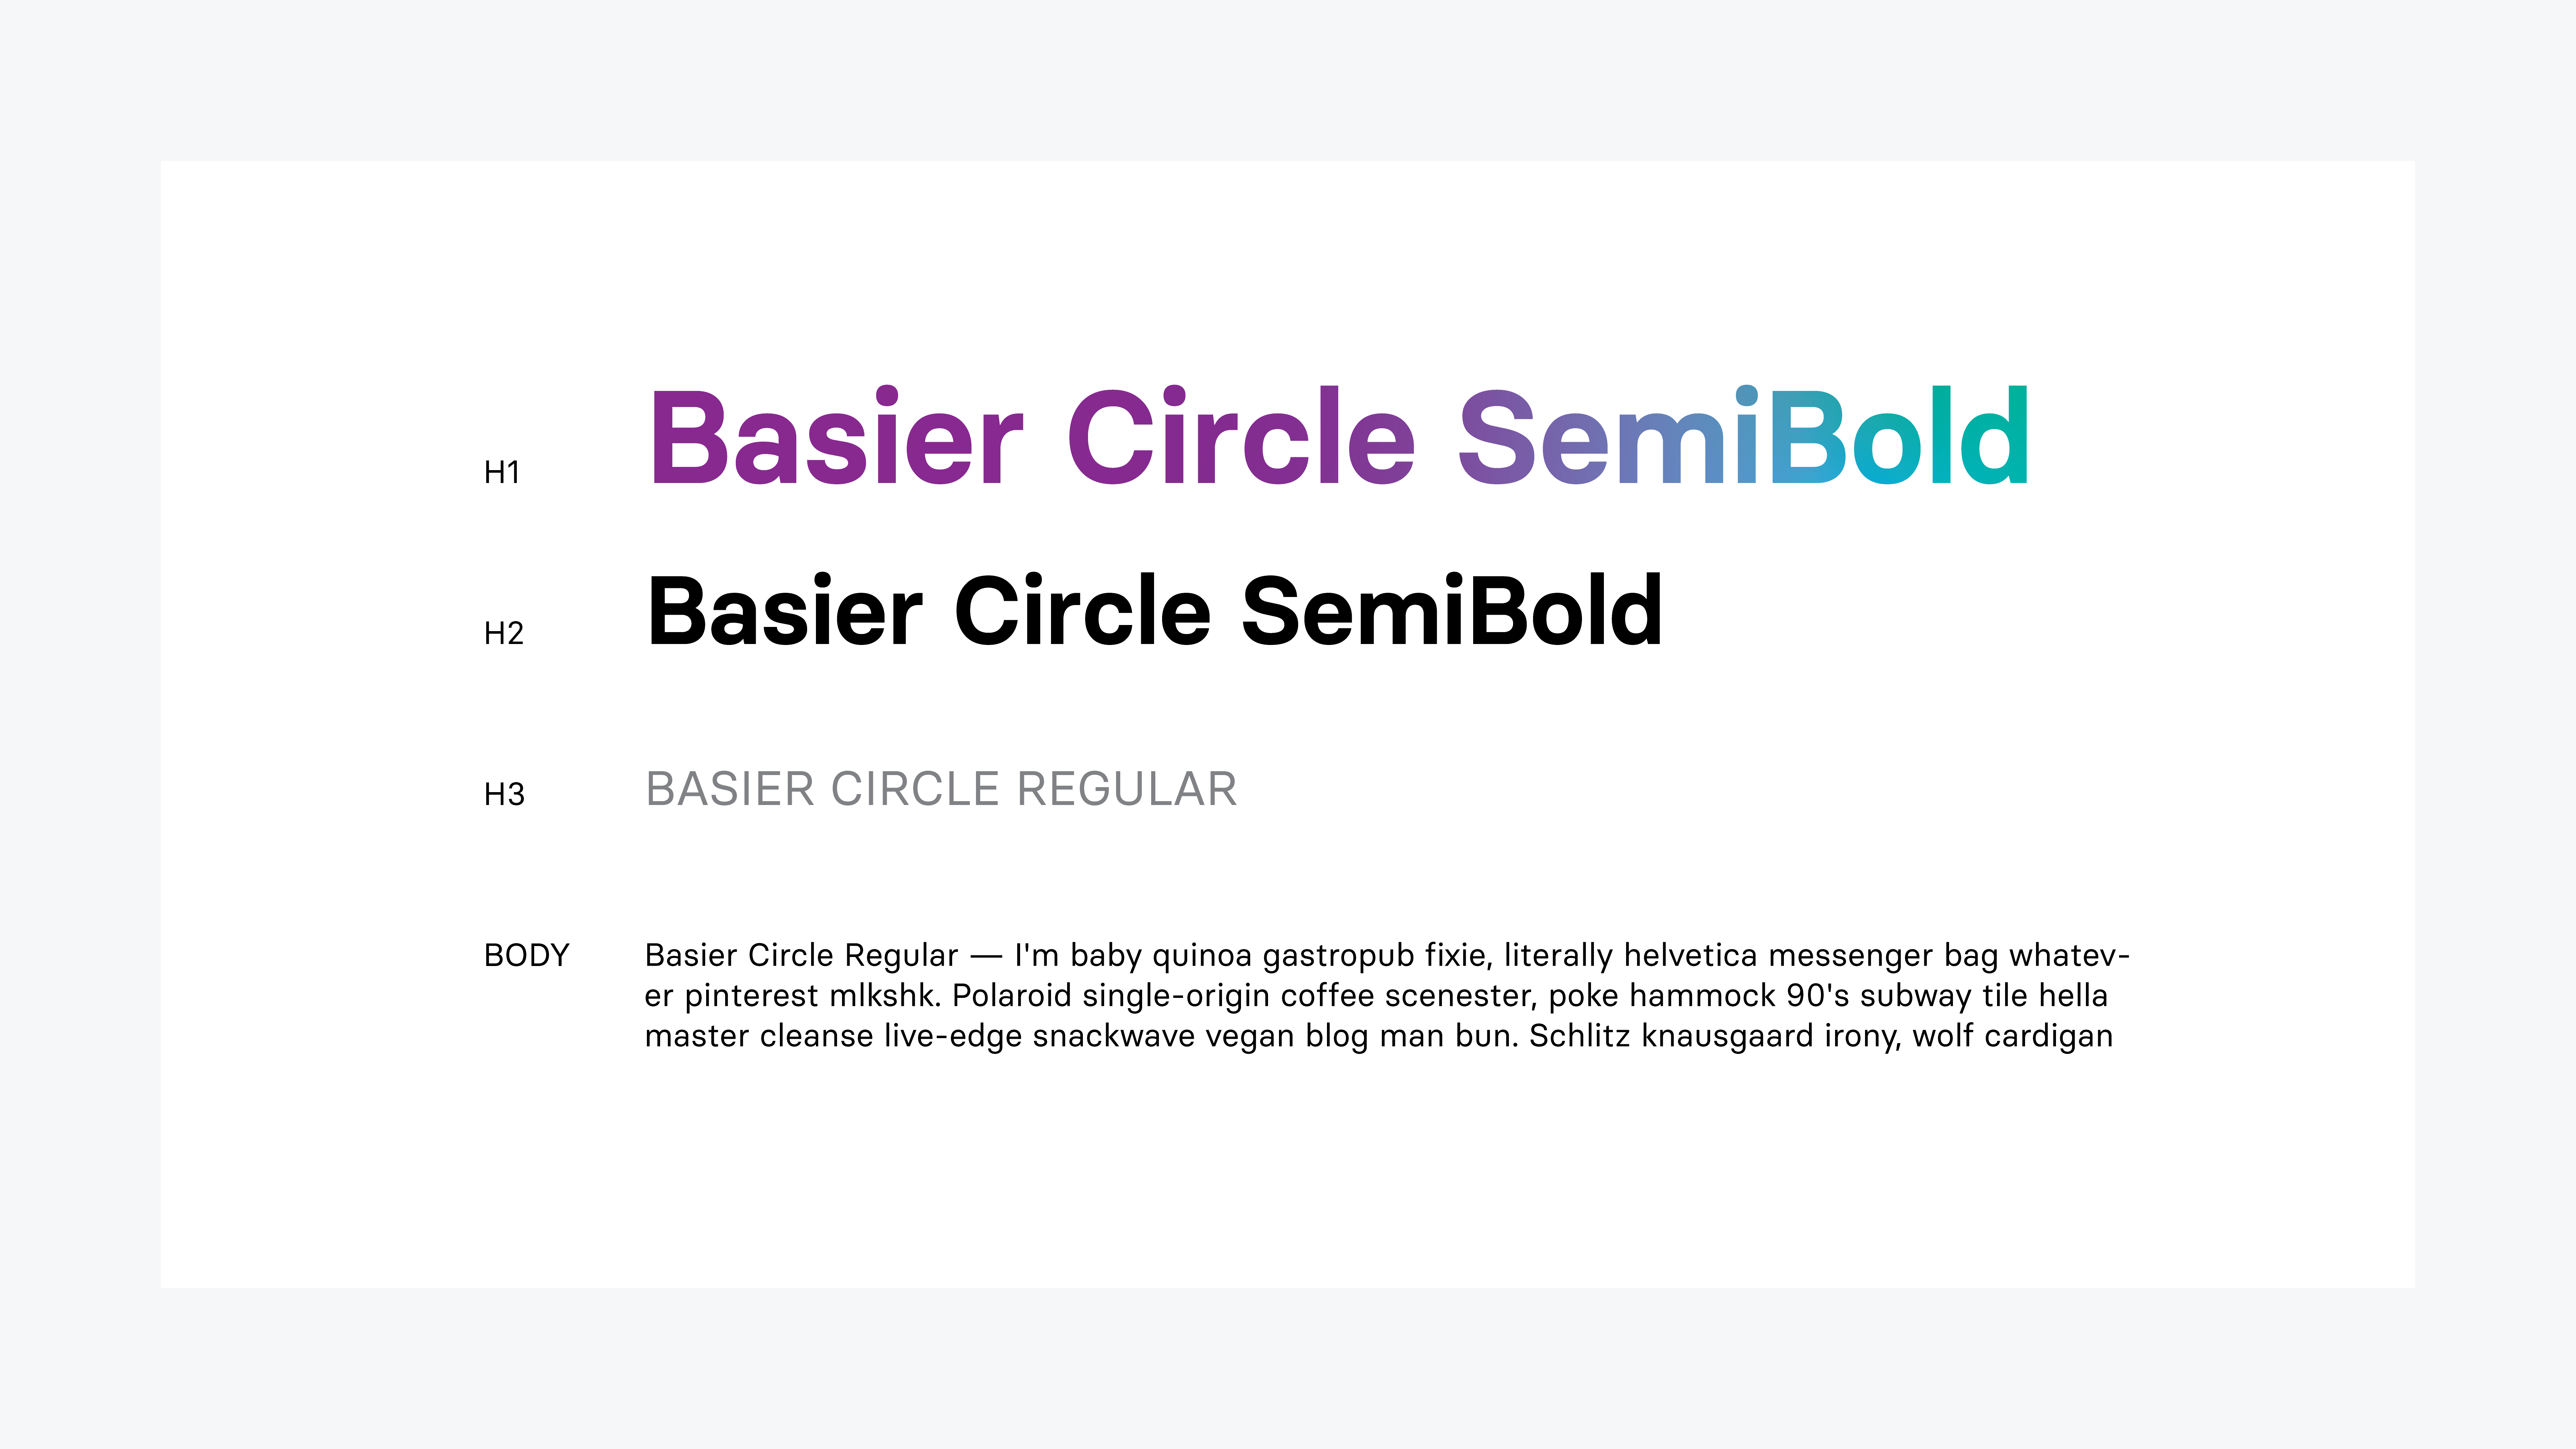 H1 Basier Circle SemiBold
H2 Basier Circle SemiBold
H3 BASIER CIRCLE REGULAR
BODY Basier Circle Regular — I'm baby quinoa gastropub fixie, literally helvetica messenger bag whatev-
er pinterest mlkshk. Polaroid single-origin coffee scenester, poke hammock 90's subway tile hella
master cleanse live-edge snackwave vegan blog man bun. Schlitz knausgaard irony, wolf cardigan